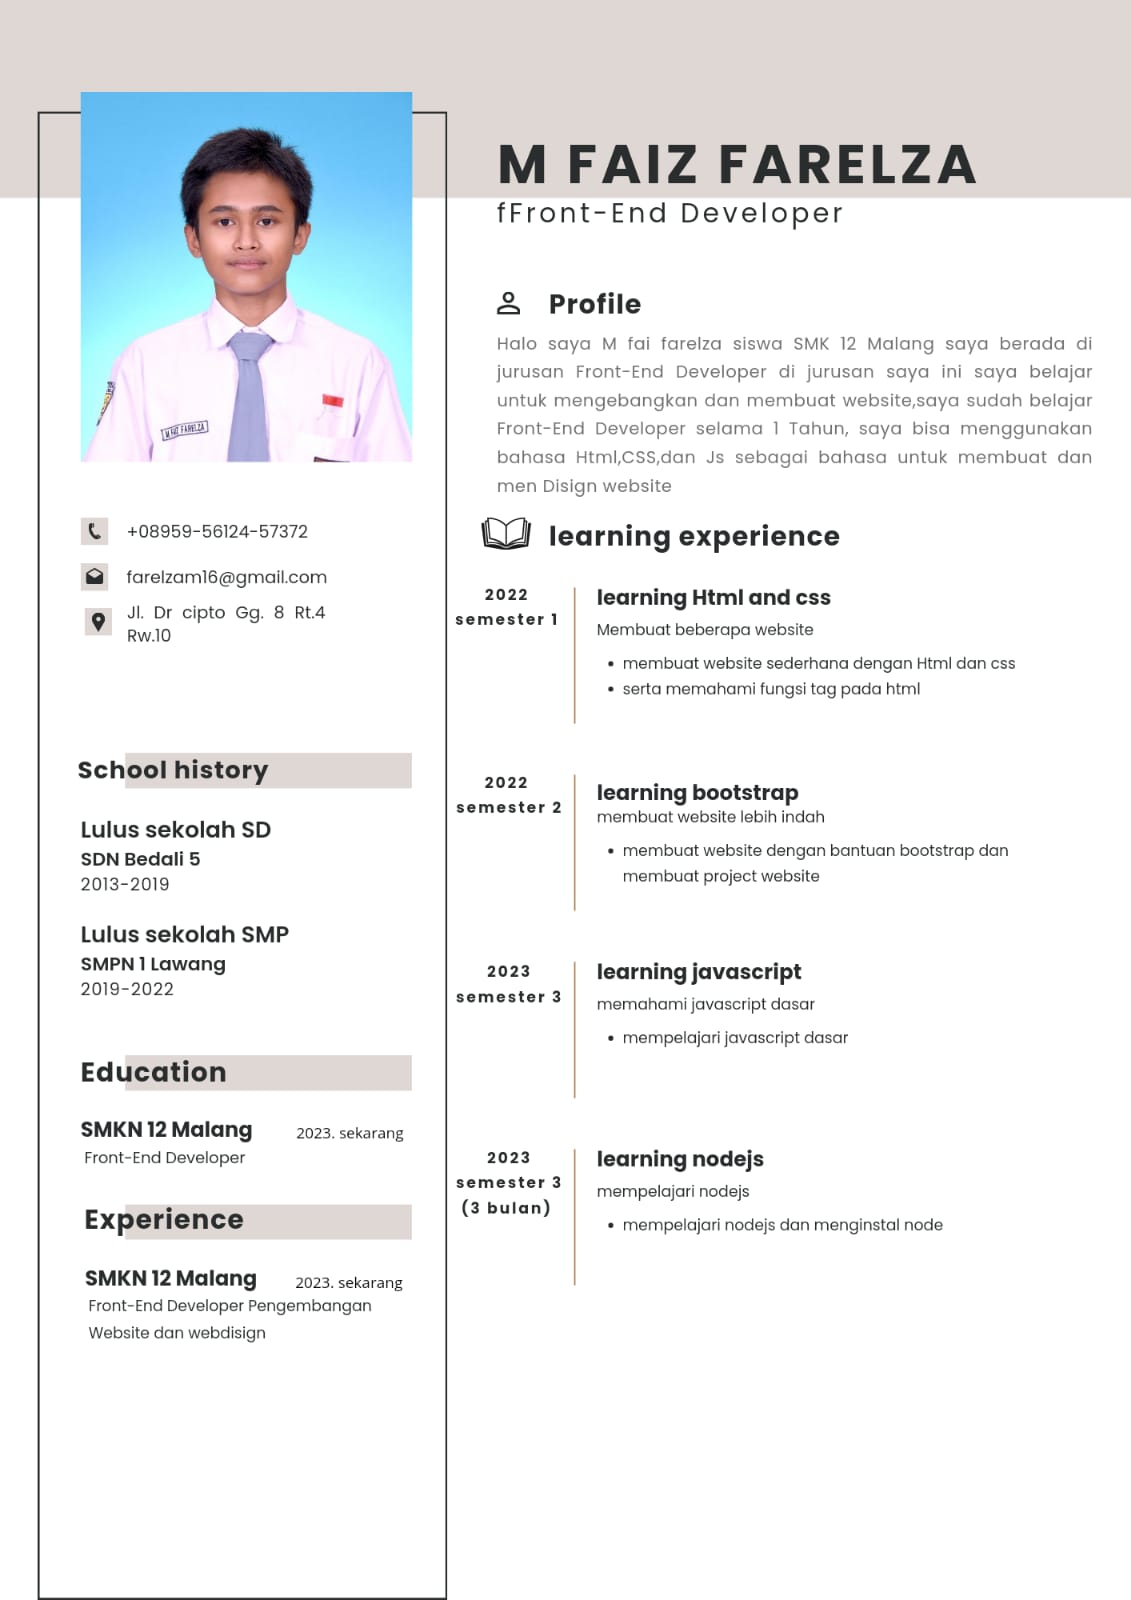 M FAIZ FARELZA
fFront-End Developer
M FAIZ FARELZA
+08959-56124-57372
farelzam16@gmail.com
Jl. Dr cipto Gg. 8 Rt.4
Rw.10
School history
Lulus sekolah SD
SDN Bedali 5
2013-2019
Lulus sekolah SMP
SMPN 1 Lawang
2019-2022
Education
SMKN 12 Malang 2023. sekarang
Front-End Developer
Experience
SMKN 12 Malang 2023. sekarang
Front-End Developer Pengembangan
Website dan webdisign
Profile
Halo saya M fai farelza siswa SMK 12 Malang saya berada di
jurusan Front-End Developer di jurusan saya ini saya belajar
untuk mengebangkan dan membuat website,saya sudah belajar
Front-End Developer selama 1 Tahun, saya bisa menggunakan
bahasa Html,CSS,dan Js sebagai bahasa untuk membuat dan
men Disign website
learning experience
2022
semester 1
learning Html and css
Membuat beberapa website
• membuat website sederhana dengan Html dan css
• serta memahami fungsi tag pada html
2022
semester 2
learning bootstrap
membuat website lebih indah
• membuat website dengan bantuan bootstrap dan
membuat project website
2023
semester 3
learning javascript
memahami javascript dasar
• mempelajari javascript dasar
2023
semester 3
(3 bulan)
learning nodejs
mempelajari nodejs
• mempelajari nodejs dan menginstal node